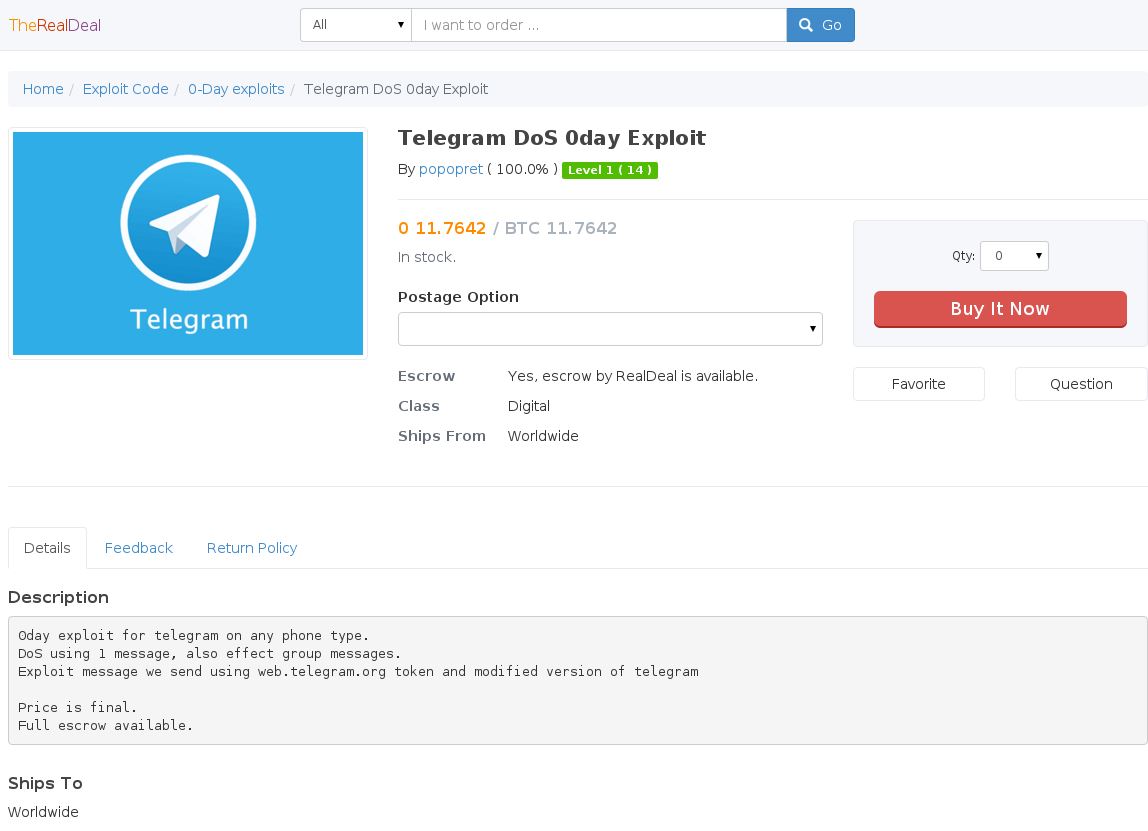 TheRealDeal
All
I want to order ...
Go
Home / Exploit Code / 0-Day exploits / Telegram DoS 0day Exploit
Telegram
Telegram DoS 0day Exploit
By popopret ( 100.0% ) Level 1 ( 14 )
0 11.7642 / BTC 11.7642
In stock.
Postage Option
Escrow Yes, escrow by RealDeal is available.
Class Digital
Ships From Worldwide
Qty: 0
Buy It Now
Favorite Question
Details Feedback Return Policy
Description
Oday exploit for telegram on any phone type.
DoS using 1 message, also effect group messages.
Exploit message we send using web.telegram.org token and modified version of telegram
Price is final.
Full escrow available.
Ships To
Worldwide